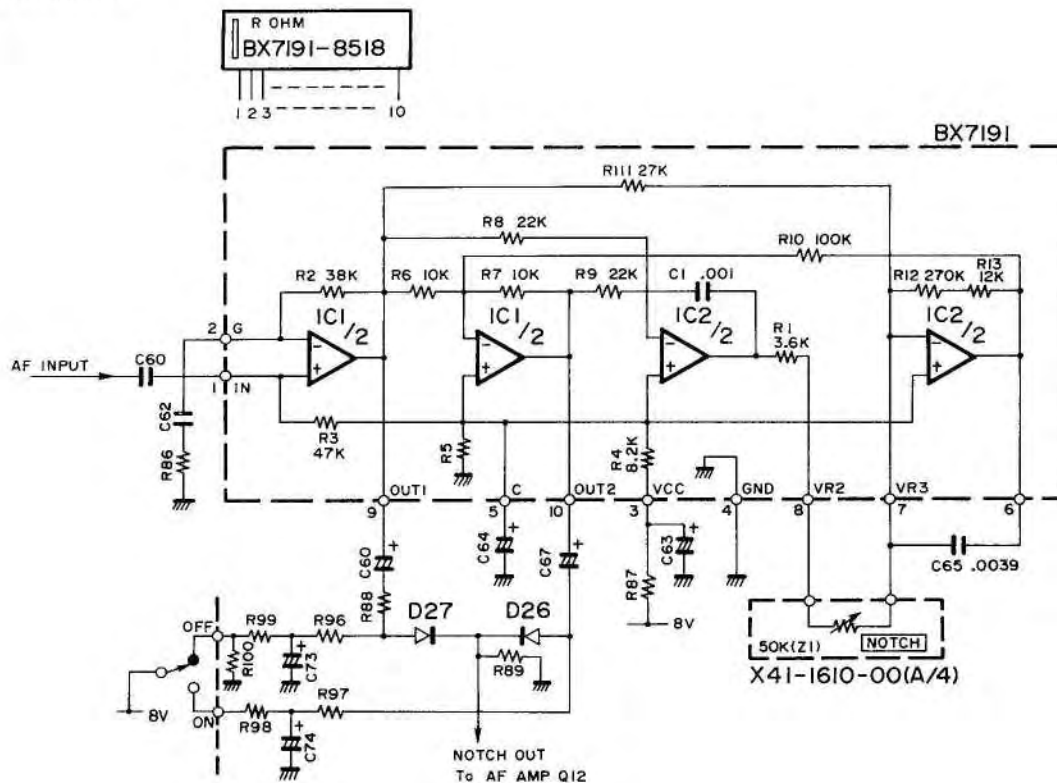 R OHM
BX7191-8518
1 2 3 10
BX7191
R111 27K
R8 22K
R10 100K
R2 38K
R6 10K
R7 10K
R9 22K
C1 .001
R12 270K
R13
12K
IC1 /2
IC1 /2
IC2 /2
IC2 /2
R1
3.6K
2 G
AF INPUT
C60
1 IN
C62
R86
R3
47K
R5
R4
8.2K
OUT1
C
OUT2
VCC
GND
VR2
VR3
9
5
10
3
4
8
7
6
C60
C64
C67
C63
C65 .0039
R88
R87
8V
D27
D26
R89
OFF
R99
R96
R100
C73
8V
ON
R98
R97
C74
50K(Z1)
NOTCH
X41-1610-00(A/4)
NOTCH OUT
To AF AMP Q12